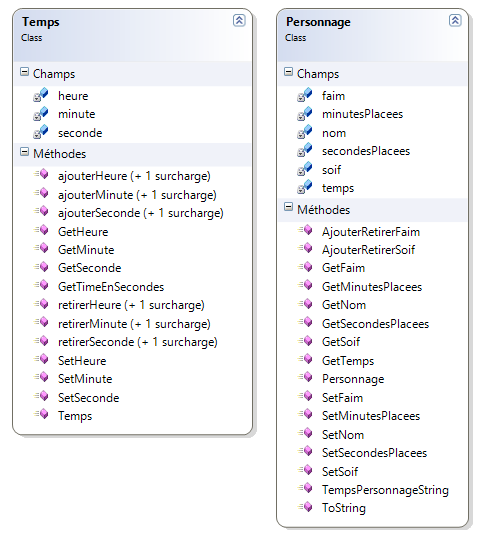 Temps
Class
Champs
heure
minute
seconde
Méthodes
ajouterHeure (+ 1 surcharge)
ajouterMinute (+ 1 surcharge)
ajouterSeconde (+ 1 surcharge)
GetHeure
GetMinute
GetSeconde
GetTimeEnSecondes
retirerHeure (+ 1 surcharge)
retirerMinute (+ 1 surcharge)
retirerSeconde (+ 1 surcharge)
SetHeure
SetMinute
SetSeconde
Temps
Personnage
Class
Champs
faim
minutesPlacees
nom
secondesPlacees
soif
temps
Méthodes
AjouterRetirerFaim
AjouterRetirerSoif
GetFaim
GetMinutesPlacees
GetNom
GetSecondesPlacees
GetSoif
GetTemps
Personnage
SetFaim
SetMinutesPlacees
SetNom
SetSecondesPlacees
SetSoif
TempsPersonnageString
ToString